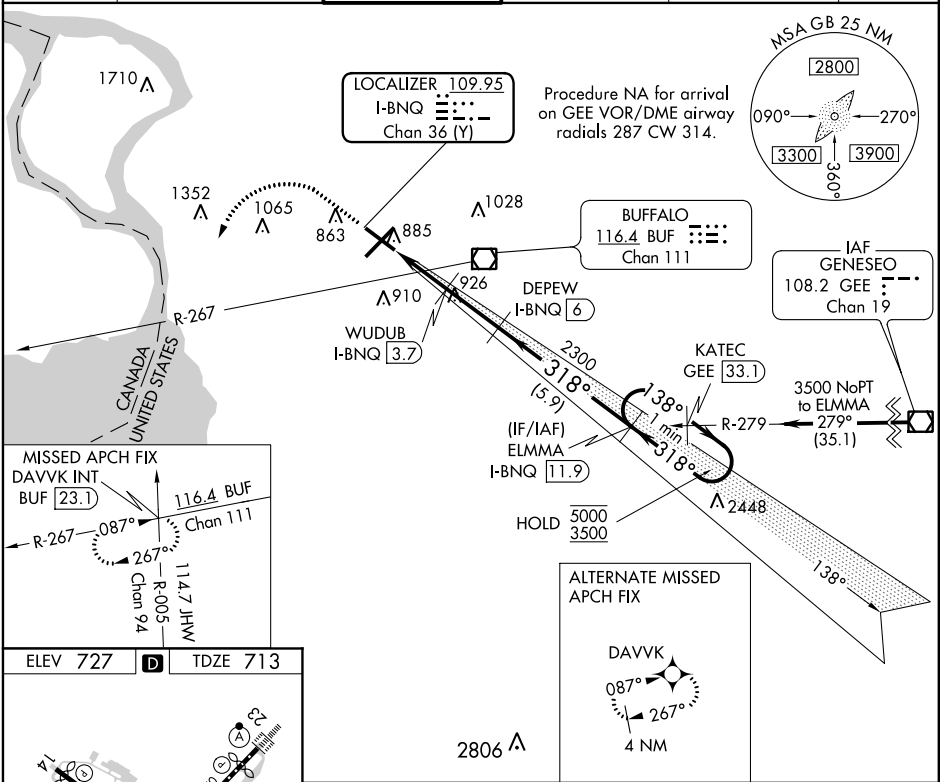 MSA GB 25 NM
2800
090°
270°
3300
3900
360°
1710
LOCALIZER 109.95
I-BNQ
Chan 36 (Y)
Procedure NA for arrival
on GEE VOR/DME airway
radials 287 CW 314.
1352
1065
863
885
1028
BUFFALO
116.4 BUF
Chan 111
IAF
GENESEO
108.2 GEE
Chan 19
910
926
R-267
WUDUB
I-BNQ 3.7
DEPEW
I-BNQ 6
2300
318°
(5.9)
KATEC
GEE 33.1
138°
1 min
318°
R-279
3500 NoPT
to ELMMA
279°
(35.1)
(IF/IAF)
ELMMA
I-BNQ 11.9
HOLD 5000
3500
2448
138°
CANADA
UNITED STATES
MISSED APCH FIX
DAVVK INT
BUF 23.1
116.4 BUF
Chan 111
R-267
087°
267°
R-005
114.7 JHW
Chan 94
ALTERNATE MISSED
APCH FIX
DAVVK
087°
267°
4 NM
ELEV 727 D TDZE 713
14
P
A
23
2806